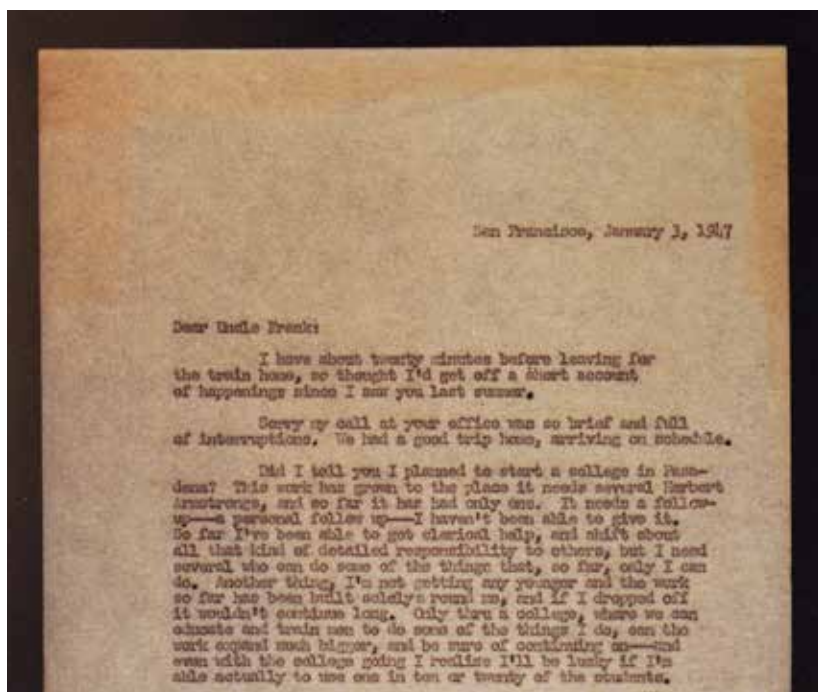 San Francisco, January 3, 1947
Dear Uncle Frank:
I have about twenty minutes before leaving for
the train home, so thought I'd get off a short account
of happenings since I saw you last summer.
Sorry my call at your office was so brief and full
of interruptions. We had a good trip home, arriving on schedule.
Did I tell you I planned to start a college in Pasa-
dena? This work has grown to the place it needs several Herbert
Armstrongs, and so far it has had only one. It needs a follow-
up---a personal follow up---I haven't been able to give it.
So far I've been able to get clerical help, and shift about
all that kind of detailed responsibility to others, but I need
several who can do some of the things that, so far, only I can
do. Another thing, I'm not getting any younger and the work
so far has been built solely around me, and if I dropped off
it wouldn't continue long. Only thru a college, where we can
educate and train men to do some of the things I do, can the
work expand much bigger, and be sure of continuing on---and
even with the college going I realize I'll be lucky if I'm
able actually to use one in ten or twenty of the students.